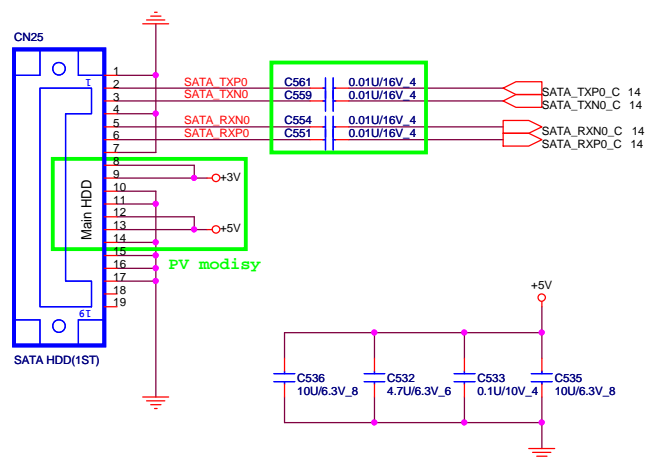 CN25
1
1
2
SATA_TXP0 C561 0.01U/16V_4 SATA_TXP0_C 14
3
SATA_TXN0 C559 0.01U/16V_4 SATA_TXN0_C 14
4
5
SATA_RXN0 C554 0.01U/16V_4 SATA_RXN0_C 14
6
SATA_RXP0 C551 0.01U/16V_4 SATA_RXP0_C 14
7
8
9 +3V
10
11
12
13 +5V
14
Main HDD
15
PV modisy
16
17
18
19
19
SATA HDD(1ST)
+5V
C536 C532 C533 C535
10U/6.3V_8 4.7U/6.3V_6 0.1U/10V_4 10U/6.3V_8